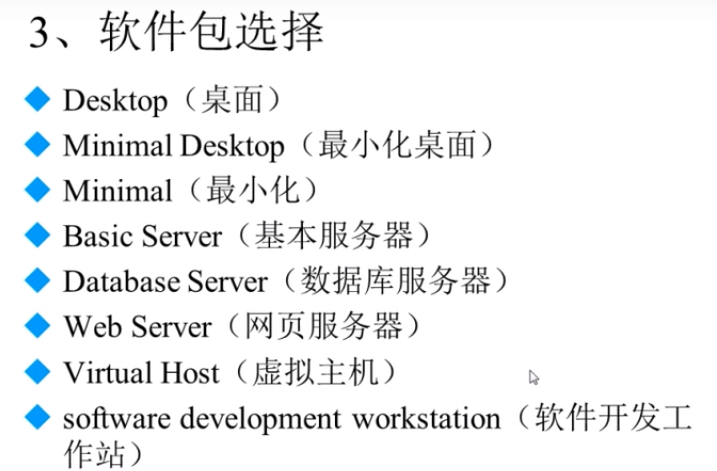 3、软件包选择
Desktop（桌面）
Minimal Desktop（最小化桌面）
Minimal（最小化）
Basic Server（基本服务器）
Database Server（数据库服务器）
Web Server（网页服务器）
Virtual Host（虚拟主机）
software development workstation（软件开发工
作站）